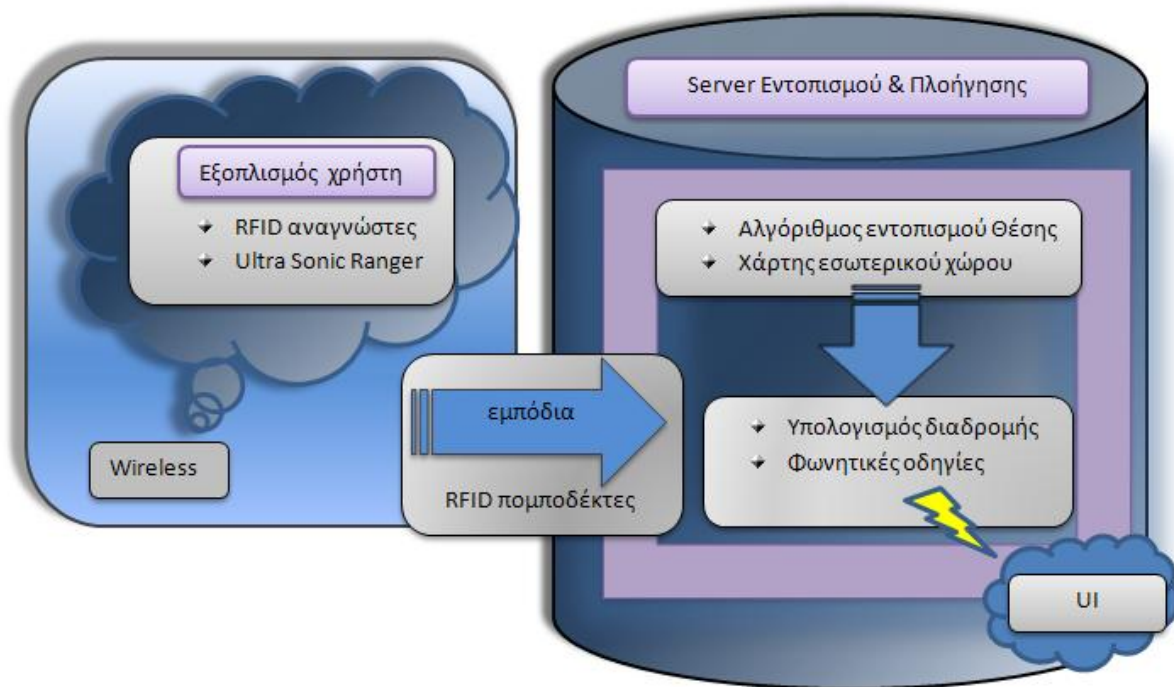 Εξοπλισμός χρήστη
RFID αναγνώστες
Ultra Sonic Ranger
Wireless
εμπόδια
RFID πομποδέκτες
Server Εντοπισμού & Πλοήγησης
Αλγόριθμος εντοπισμού Θέσης
Χάρτης εσωτερικού χώρου
Υπολογισμός διαδρομής
Φωνητικές οδηγίες
UI